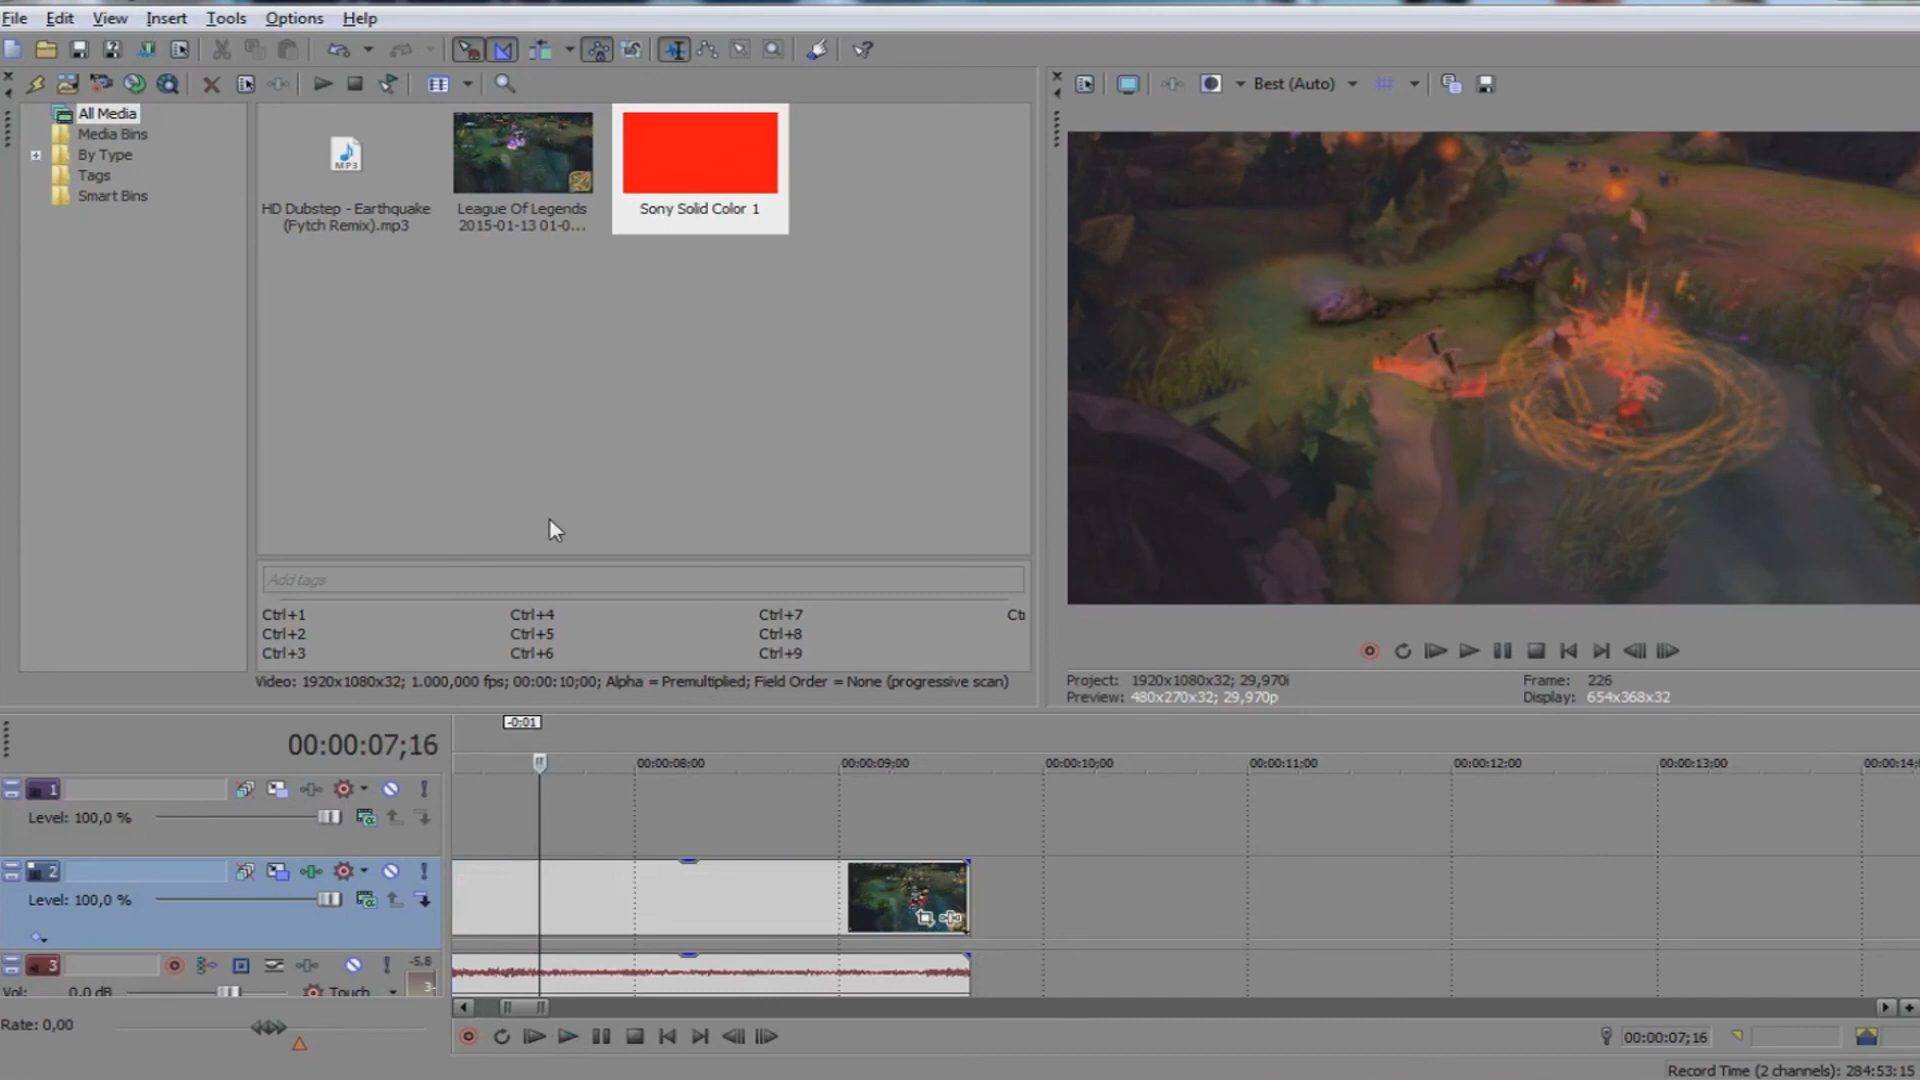 File Edit View Insert Tools Options Help
Best (Auto)
All Media
Media Bins
By Type
Tags
Smart Bins
MP3
HD Dubstep - Earthquake
(Fytch Remix).mp3
League Of Legends
2015-01-13 01-0...
Sony Solid Color 1
Add tags
Ctrl+1 Ctrl+4 Ctrl+7 Ct
Ctrl+2 Ctrl+5 Ctrl+8
Ctrl+3 Ctrl+6 Ctrl+9
Video: 1920x1080x32; 1.000,000 fps; 00:00:10;00; Alpha = Premultiplied; Field Order = None (progressive scan)
Project: 1920x1080x32; 29,970i Frame: 226
Preview: 480x270x32; 29,970p Display: 654x368x32
-0:01
00:00:07;16
00:00:08;00 00:00:09;00 00:00:10;00 00:00:11;00 00:00:12;00 00:00:13;00 00:00:14;0
1
Level: 100,0 %
2
Level: 100,0 %
3 -5,8
Vol: 0,0 dB Touch 3-
Rate: 0,00
00:00:07;16
Record Time (2 channels): 284:53:15